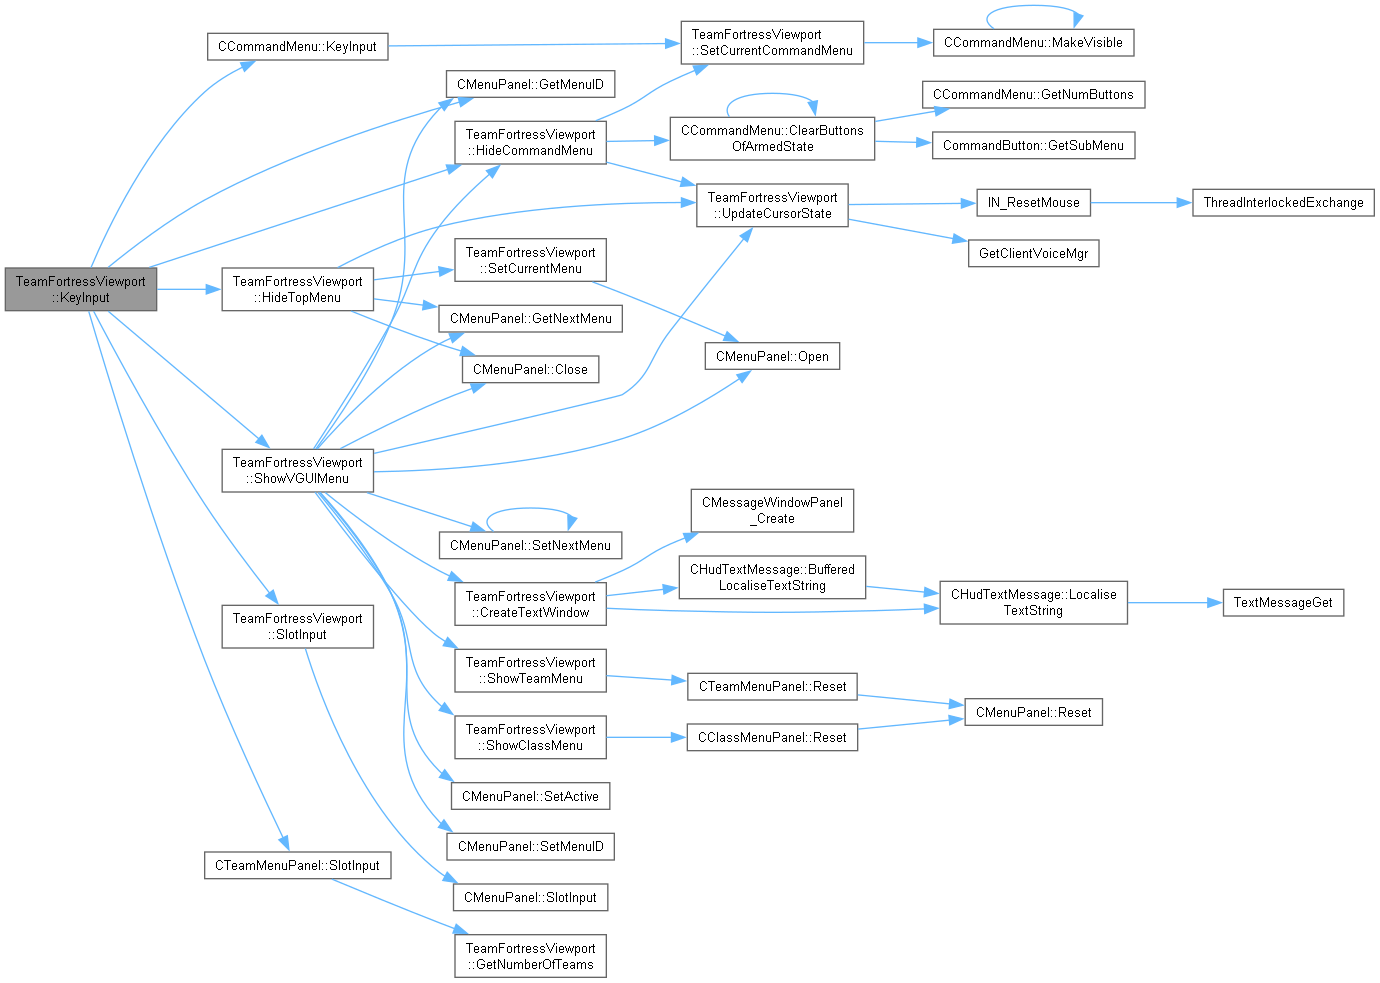 TeamFortressViewport
::KeyInput
CCommandMenu::KeyInput
TeamFortressViewport
::SetCurrentCommandMenu
CCommandMenu::MakeVisible
CMenuPanel::GetMenuID
TeamFortressViewport
::HideCommandMenu
CCommandMenu::ClearButtons
OfArmedState
CCommandMenu::GetNumButtons
CommandButton::GetSubMenu
TeamFortressViewport
::UpdateCursorState
IN_ResetMouse
ThreadInterlockedExchange
GetClientVoiceMgr
TeamFortressViewport
::HideTopMenu
TeamFortressViewport
::SetCurrentMenu
CMenuPanel::GetNextMenu
CMenuPanel::Close
CMenuPanel::Open
TeamFortressViewport
::ShowVGUIMenu
CMenuPanel::SetNextMenu
CMessageWindowPanel
_Create
TeamFortressViewport
::CreateTextWindow
CHudTextMessage::Buffered
LocaliseTextString
CHudTextMessage::Localise
TextString
TextMessageGet
TeamFortressViewport
::SlotInput
TeamFortressViewport
::ShowTeamMenu
CTeamMenuPanel::Reset
CMenuPanel::Reset
TeamFortressViewport
::ShowClassMenu
CClassMenuPanel::Reset
CMenuPanel::SetActive
CMenuPanel::SetMenuID
CTeamMenuPanel::SlotInput
CMenuPanel::SlotInput
TeamFortressViewport
::GetNumberOfTeams